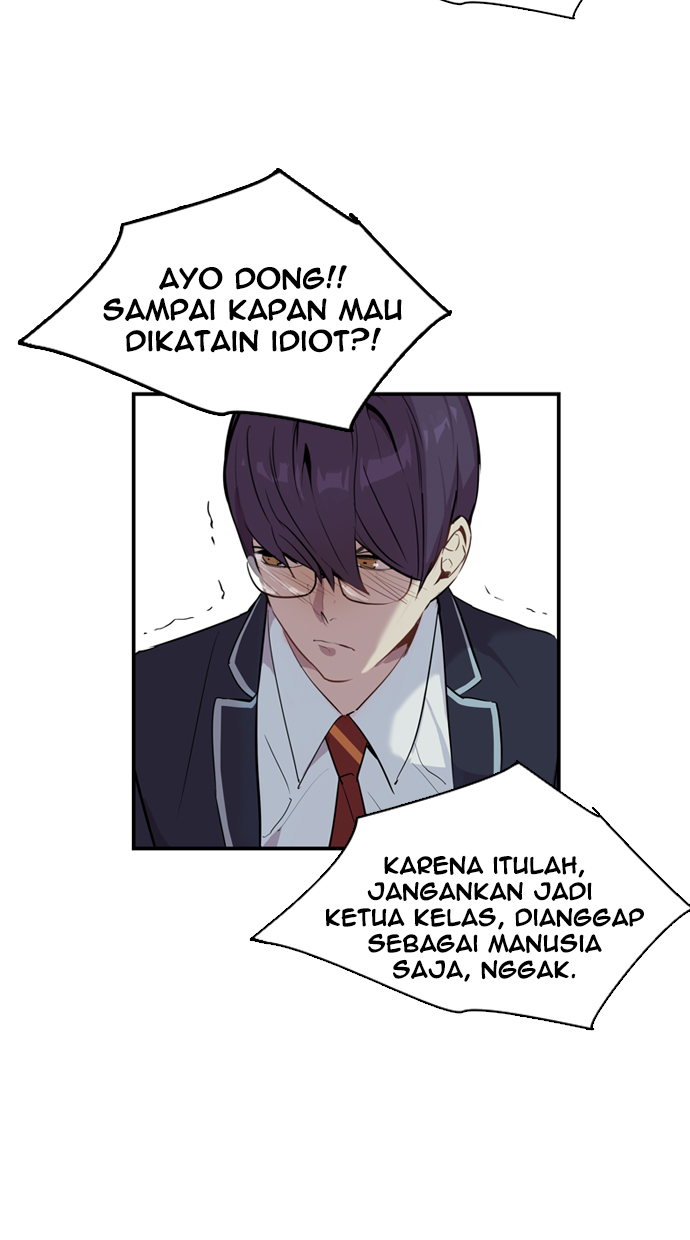 AYO DONG!!
SAMPAI KAPAN MAU
DIKATAIN IDIOT?!
KARENA ITULAH,
JANGANKAN JADI
KETUA KELAS, DIANGGAP
SEBAGAI MANUSIA
SAJA, NGGAK.